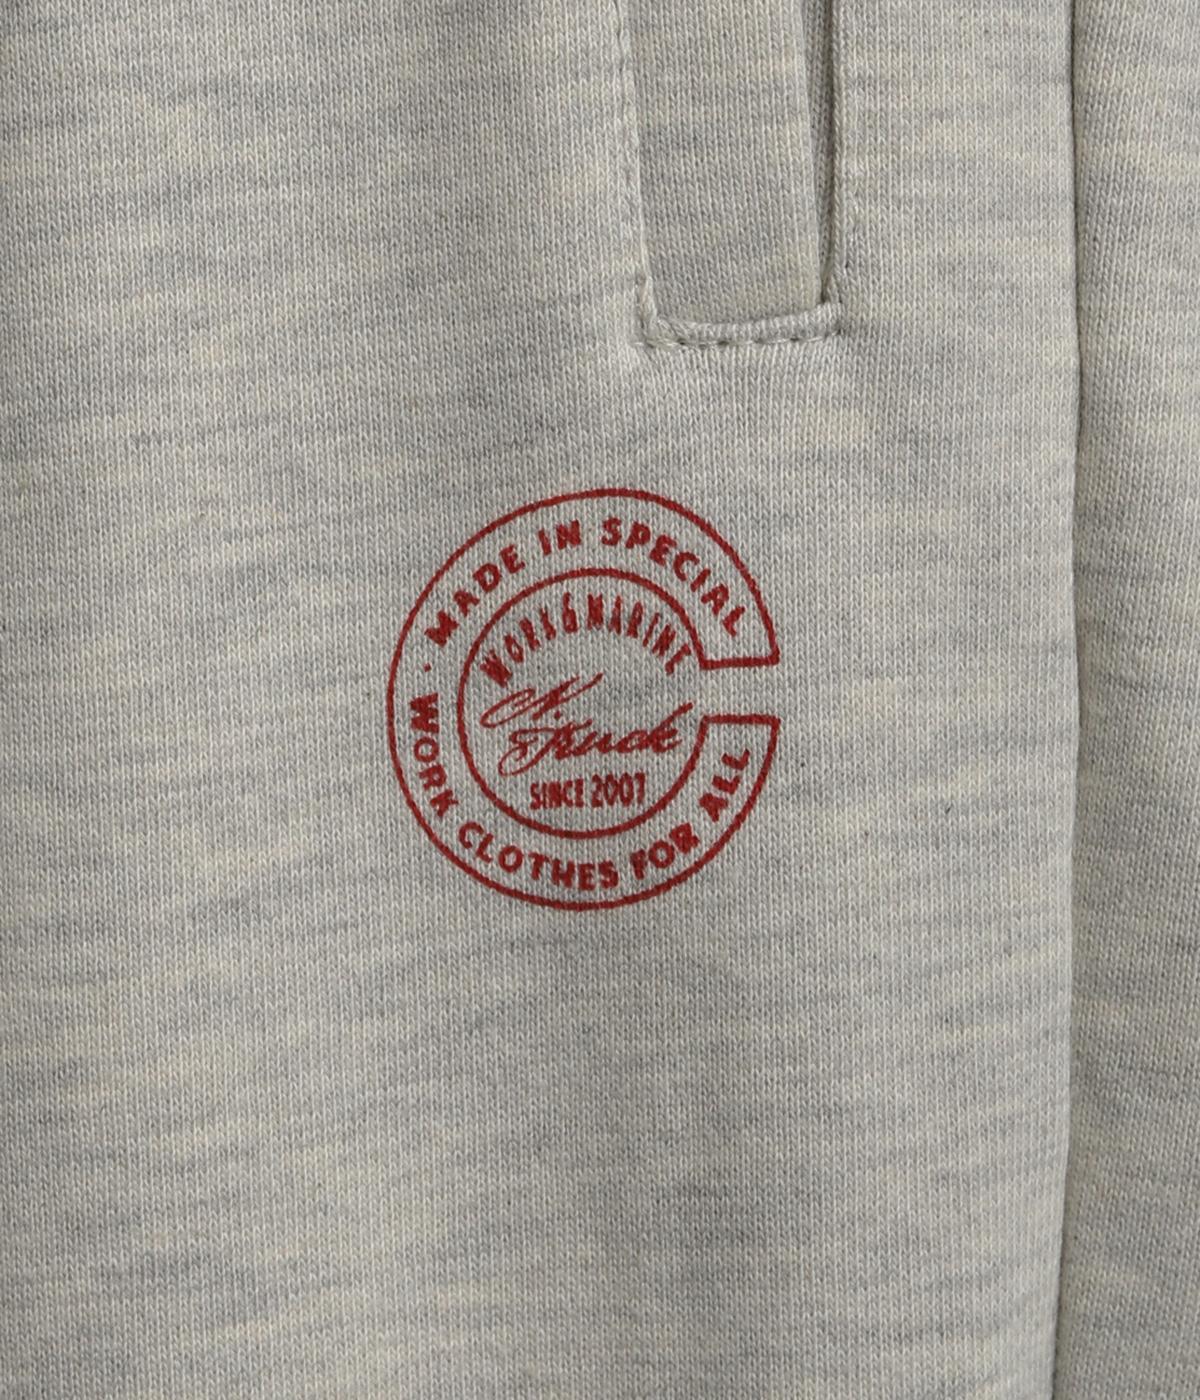 MADE IN SPECIAL
WORK&MARINE
N.
SINCE 2007
· WORK CLOTHES FOR ALL